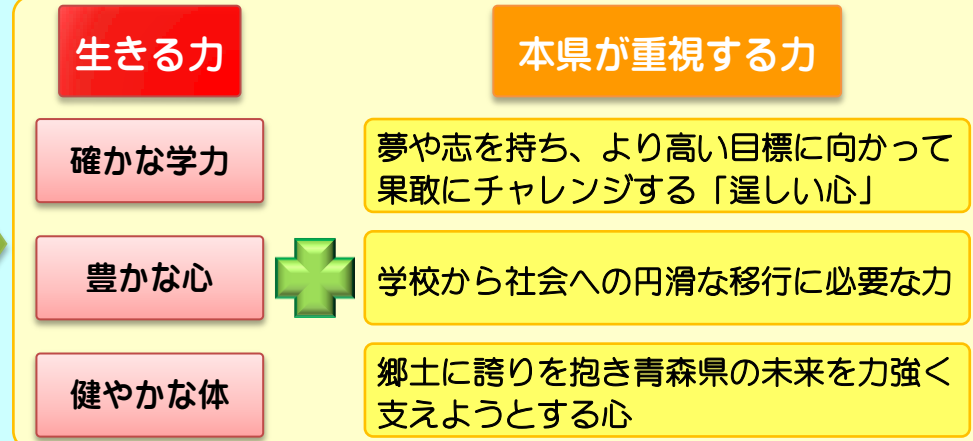 生きる力
確かな学力
豊かな心
健やかな体
本県が重視する力
夢や志を持ち、より高い目標に向かって
果敢にチャレンジする「逞しい心」
学校から社会への円滑な移行に必要な力
郷土に誇りを抱き青森県の未来を力強く
支えようとする心